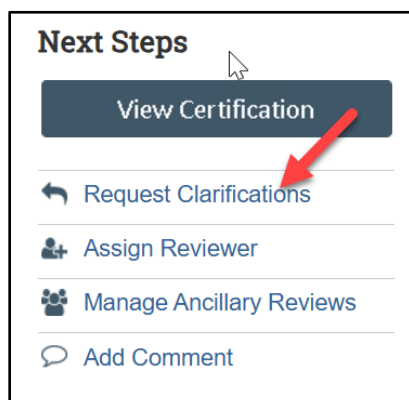 Next Steps
View Certification
Request Clarifications
Assign Reviewer
Manage Ancillary Reviews
Add Comment